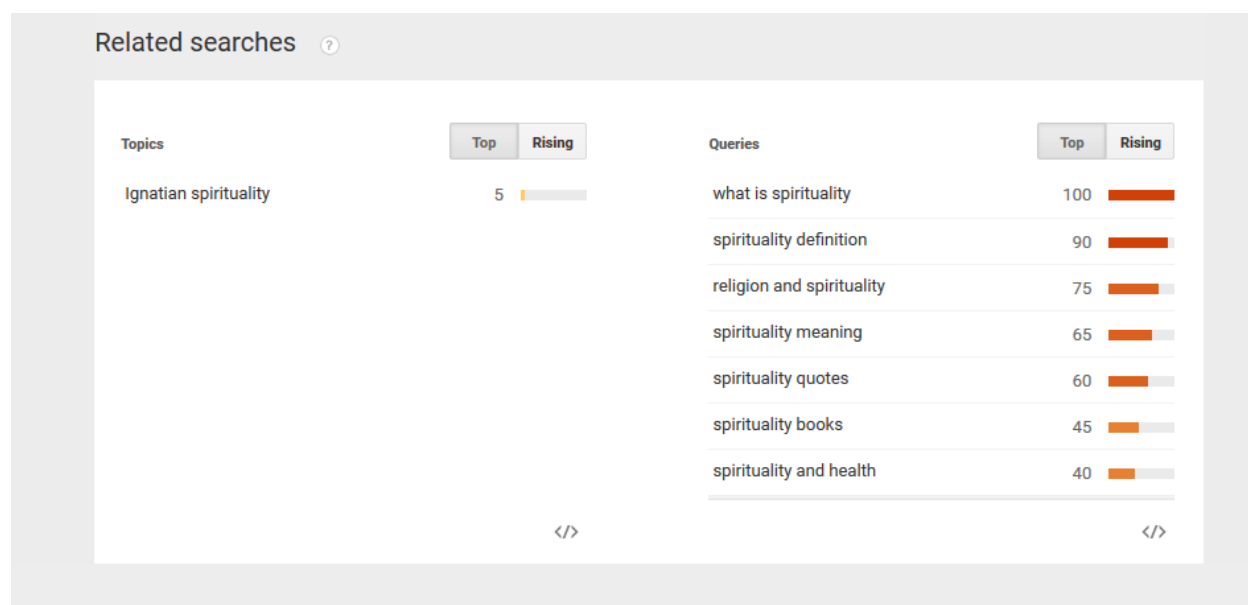 Related searches ?
Topics
Top Rising
Ignatian spirituality 5
</>
Queries
Top Rising
what is spirituality 100
spirituality definition 90
religion and spirituality 75
spirituality meaning 65
spirituality quotes 60
spirituality books 45
spirituality and health 40
</>